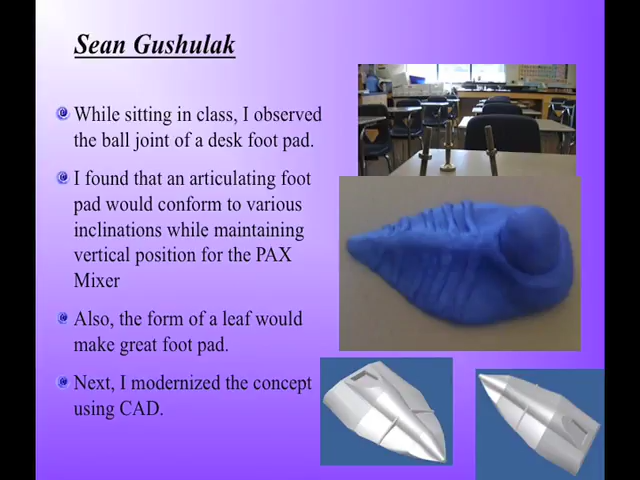 Sean Gushulak
While sitting in class, I observed
the ball joint of a desk foot pad.
I found that an articulating foot
pad would conform to various
inclinations while maintaining
vertical position for the PAX
Mixer
Also, the form of a leaf would
make great foot pad.
Next, I modernized the concept
using CAD.